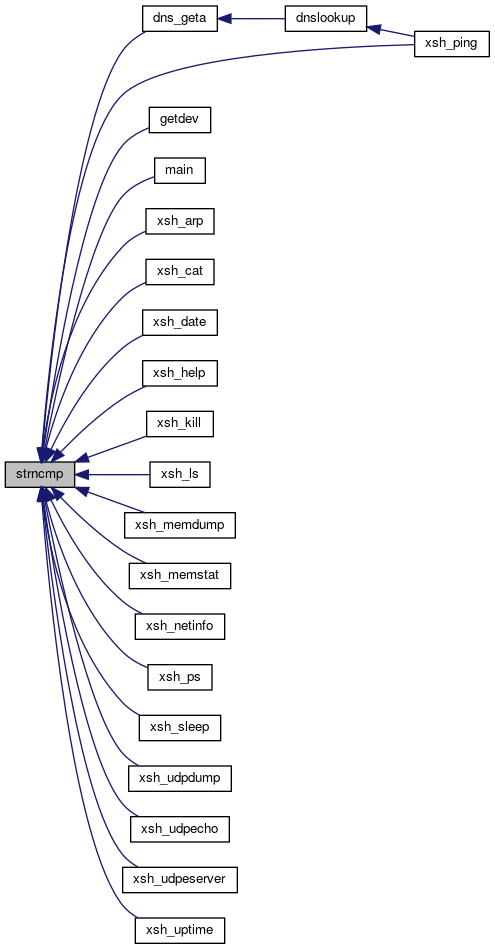 dns_geta
dnslookup
xsh_ping
getdev
main
xsh_arp
xsh_cat
xsh_date
xsh_help
xsh_kill
strncmp
xsh_ls
xsh_memdump
xsh_memstat
xsh_netinfo
xsh_ps
xsh_sleep
xsh_udpdump
xsh_udpecho
xsh_udpeserver
xsh_uptime